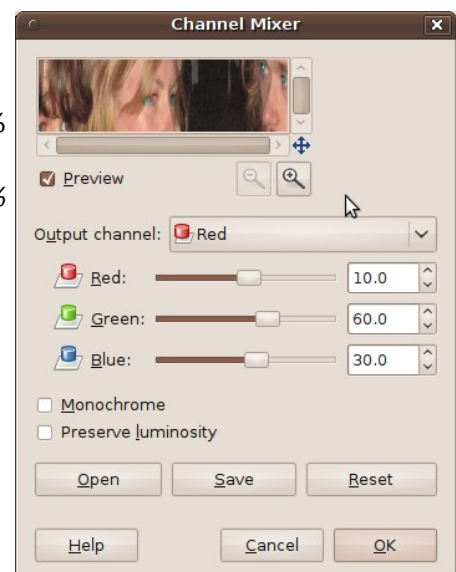 Channel Mixer
%
%
Preview
Output channel: Red
Red: 10.0
Green: 60.0
Blue: 30.0
Monochrome
Preserve luminosity
Open Save Reset
Help Cancel OK